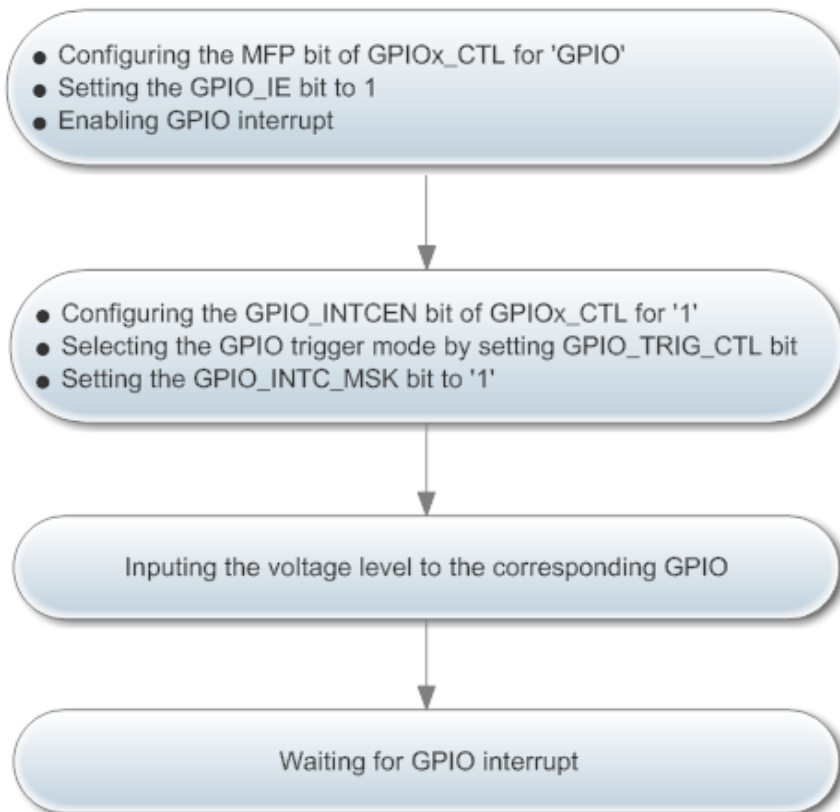 ● Configuring the MFP bit of GPIOx_CTL for 'GPIO'
● Setting the GPIO_IE bit to 1
● Enabling GPIO interrupt
● Configuring the GPIO_INTCEN bit of GPIOx_CTL for '1'
● Selecting the GPIO trigger mode by setting GPIO_TRIG_CTL bit
● Setting the GPIO_INTC_MSK bit to '1'
Inputing the voltage level to the corresponding GPIO
Waiting for GPIO interrupt